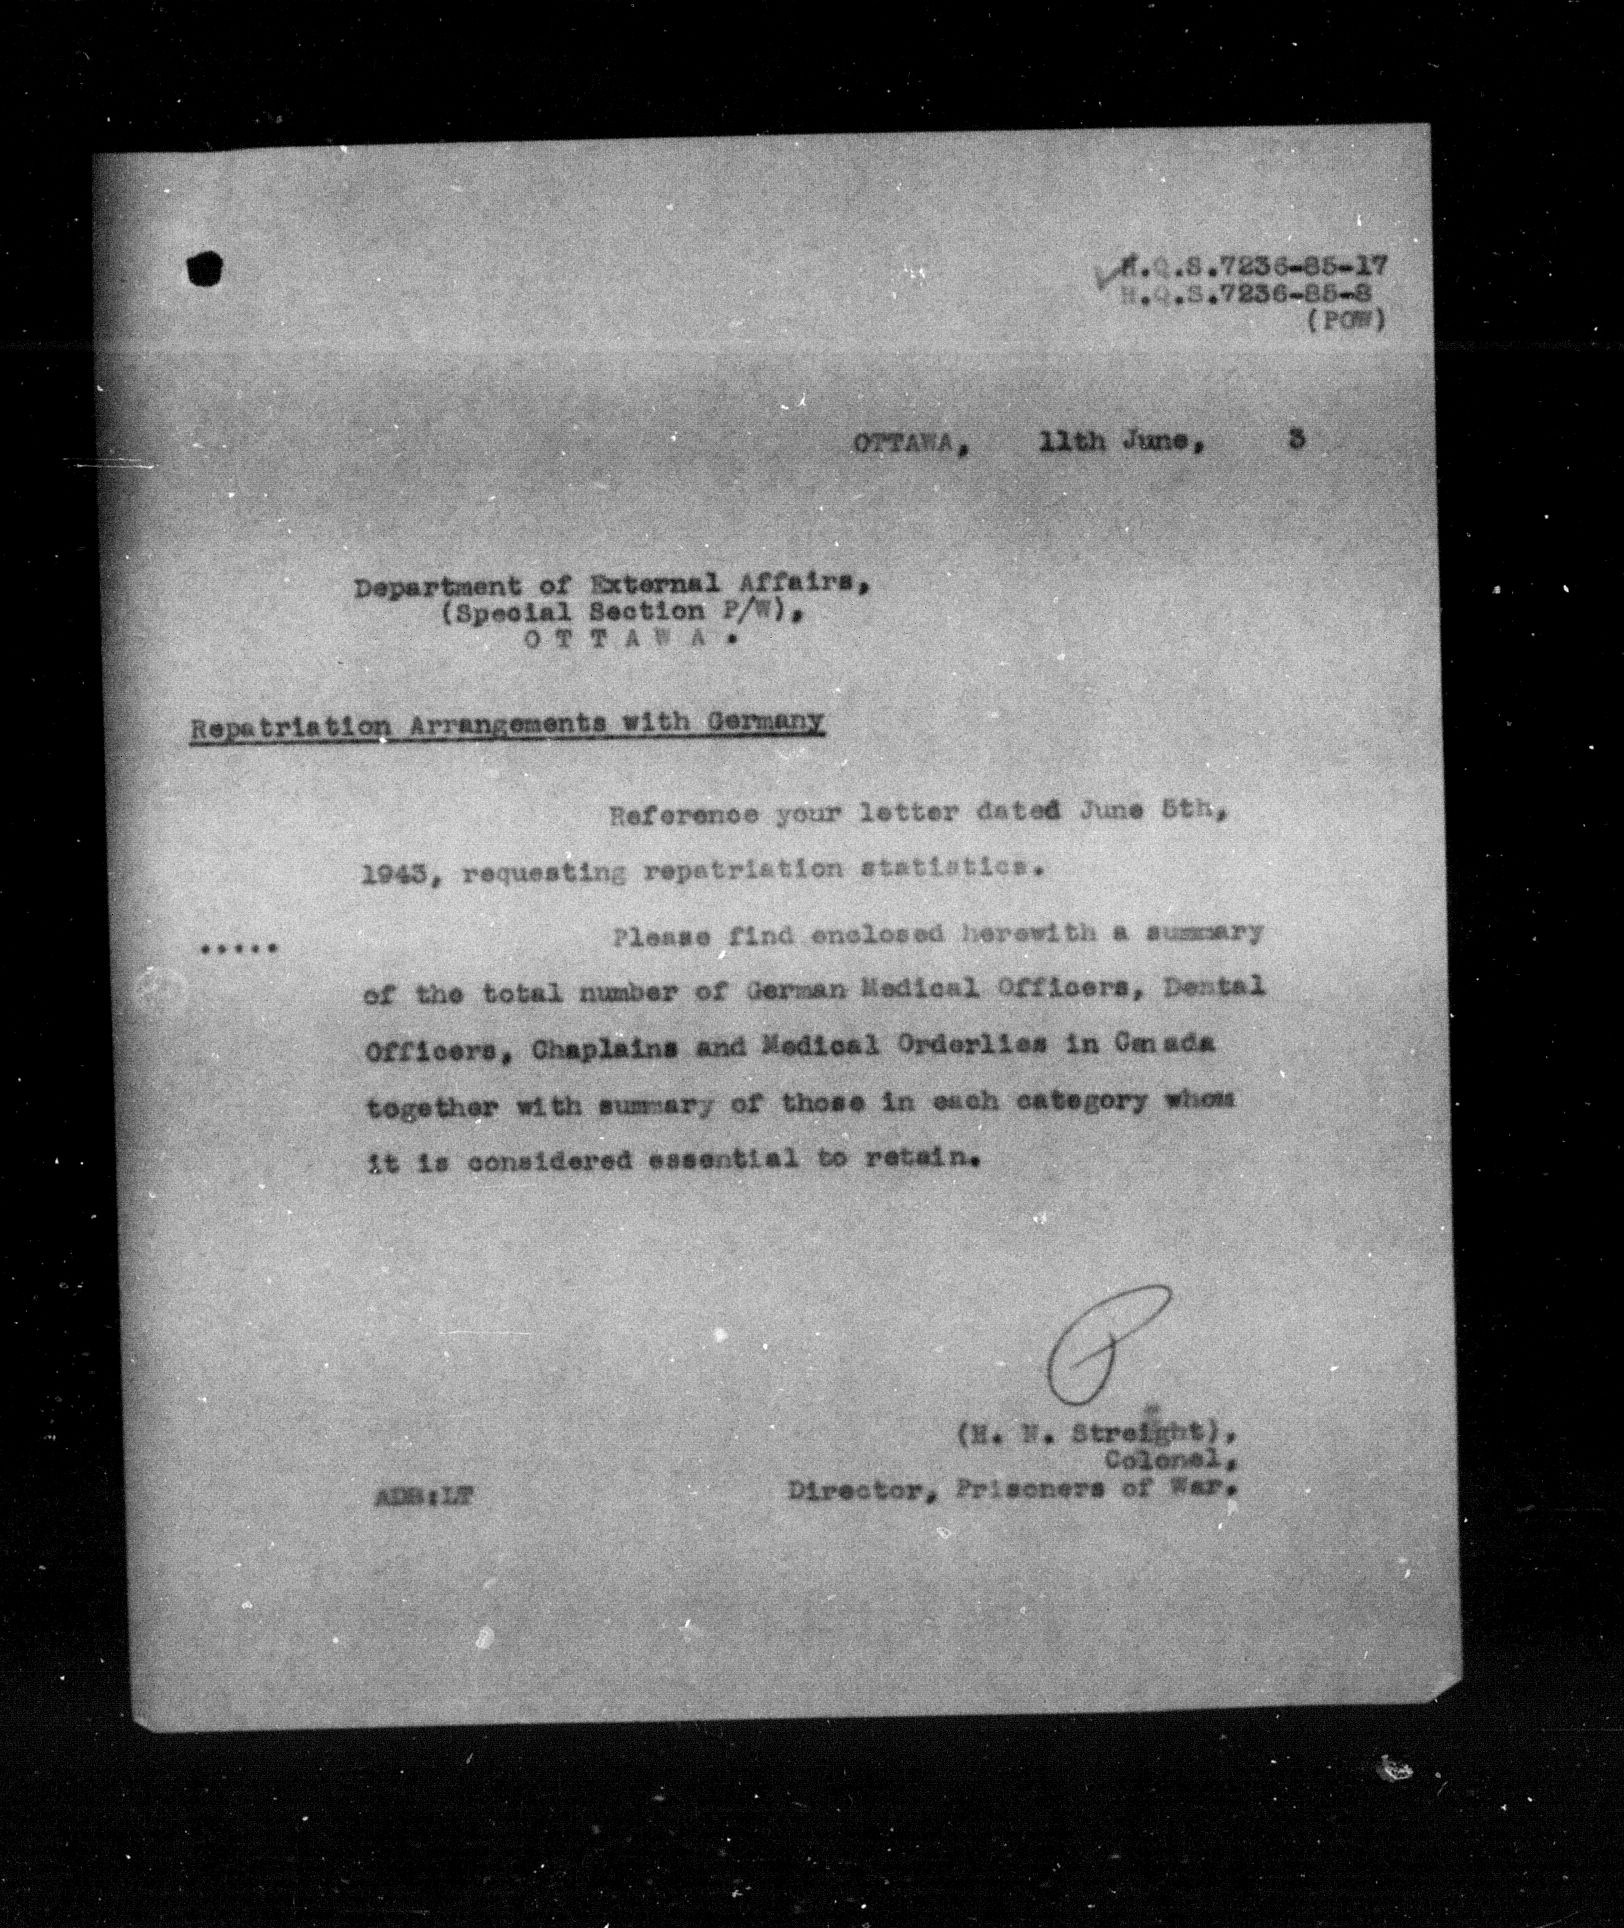 H.Q.S.7236-85-17
H.Q.S.7236-85-8
(POW)
OTTAWA, 11th June, 3
Department of External Affairs,
(Special Section P/W),
O T T A W A .
Repatriation Arrangements with Germany
Reference your letter dated June 5th,
1943, requesting repatriation statistics.
..... Please find enclosed herewith a summary
of the total number of German Medical Officers, Dental
Officers, Chaplains and Medical Orderlies in Canada
together with summary of those in each category whom
it is considered essential to retain.
(H. N. Streight),
Colonel,
ADB:LT Director, Prisoners of War.